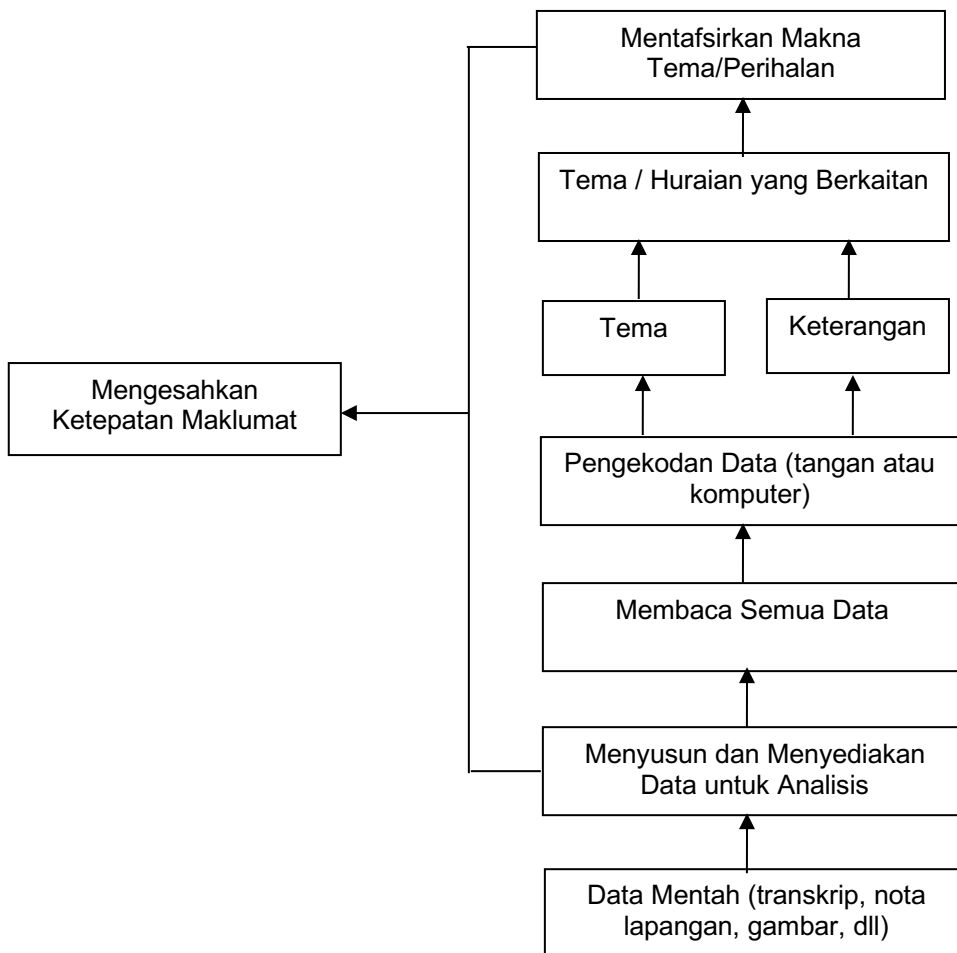 Mentafsirkan Makna
Tema/Perihalan
Tema / Huraian yang Berkaitan
Tema
Keterangan
Mengesahkan
Ketepatan Maklumat
Pengekodan Data (tangan atau
komputer)
Membaca Semua Data
Menyusun dan Menyediakan
Data untuk Analisis
Data Mentah (transkrip, nota
lapangan, gambar, dll)